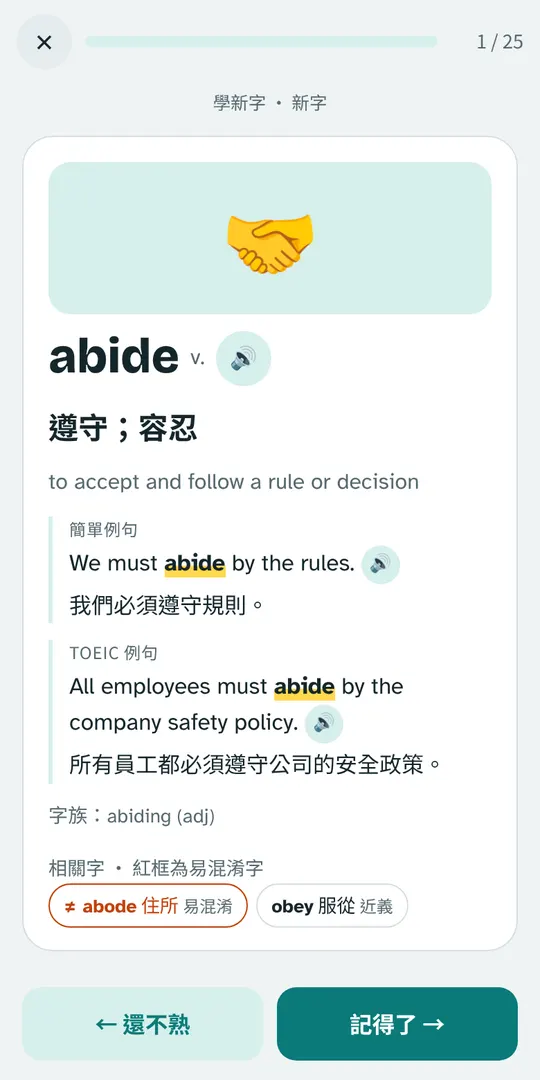 ✕
1 / 25
學新字 · 新字
abide v.
遵守；容忍
to accept and follow a rule or decision
簡單例句
We must abide by the rules.
我們必須遵守規則。
TOEIC 例句
All employees must abide by the
company safety policy.
所有員工都必須遵守公司的安全政策。
字族：abiding (adj)
相關字 · 紅框為易混淆字
≠ abode 住所 易混淆
obey 服從 近義
← 還不熟
記得了 →